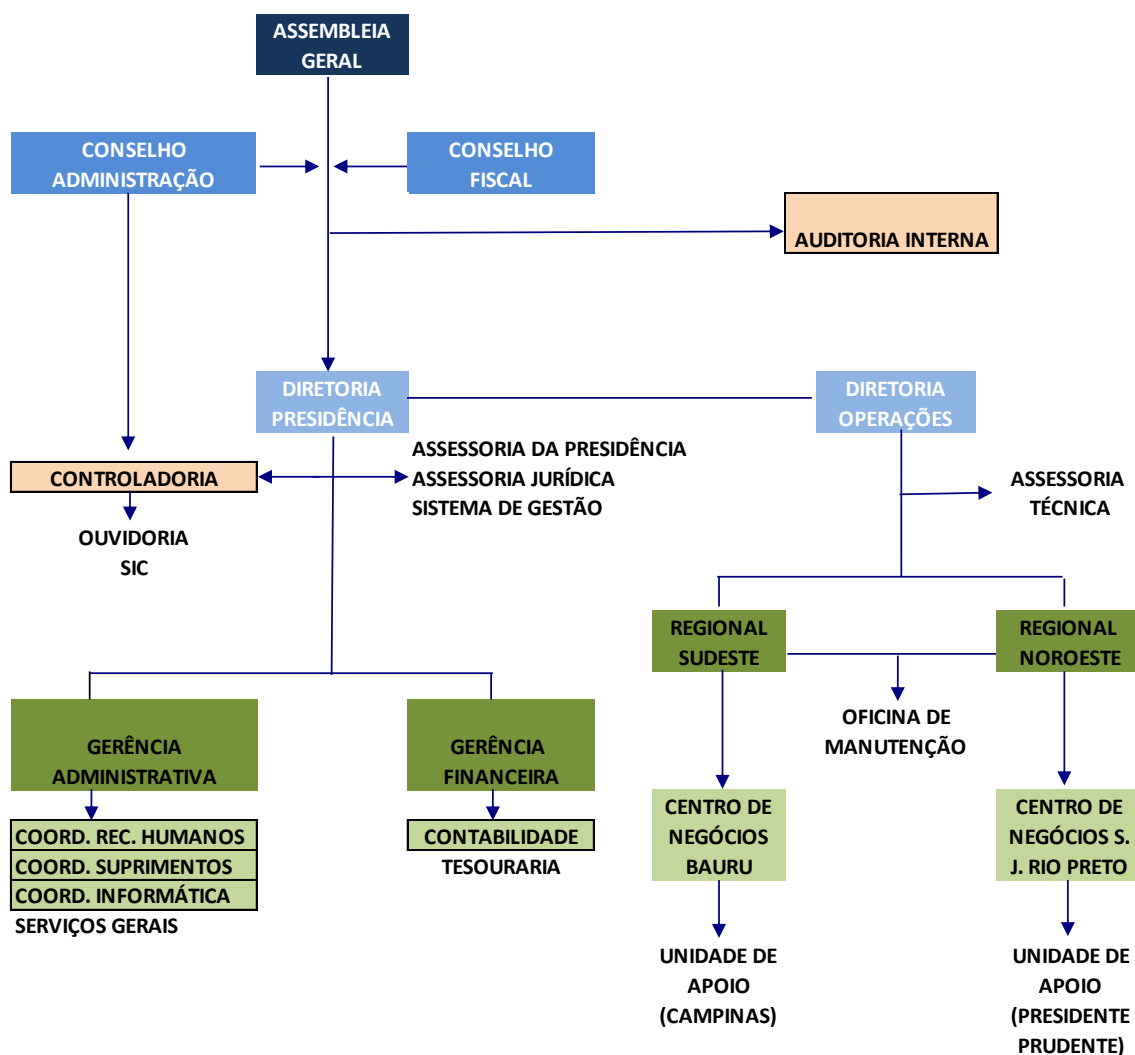 ASSEMBLEIA
GERAL
CONSELHO
ADMINISTRAÇÃO
CONSELHO
FISCAL
AUDITORIA INTERNA
DIRETORIA
PRESIDÊNCIA
DIRETORIA
OPERAÇÕES
CONTROLADORIA
ASSESSORIA DA PRESIDÊNCIA
ASSESSORIA JURÍDICA
SISTEMA DE GESTÃO
ASSESSORIA
TÉCNICA
OUVIDORIA
SIC
REGIONAL
SUDESTE
REGIONAL
NOROESTE
OFICINA DE
MANUTENÇÃO
GERÊNCIA
ADMINISTRATIVA
GERÊNCIA
FINANCEIRA
COORD. REC. HUMANOS
COORD. SUPRIMENTOS
COORD. INFORMÁTICA
SERVIÇOS GERAIS
CONTABILIDADE
TESOURARIA
CENTRO DE
NEGÓCIOS
BAURU
CENTRO DE
NEGÓCIOS S.
J. RIO PRETO
UNIDADE DE
APOIO
(CAMPINAS)
UNIDADE DE
APOIO
(PRESIDENTE
PRUDENTE)